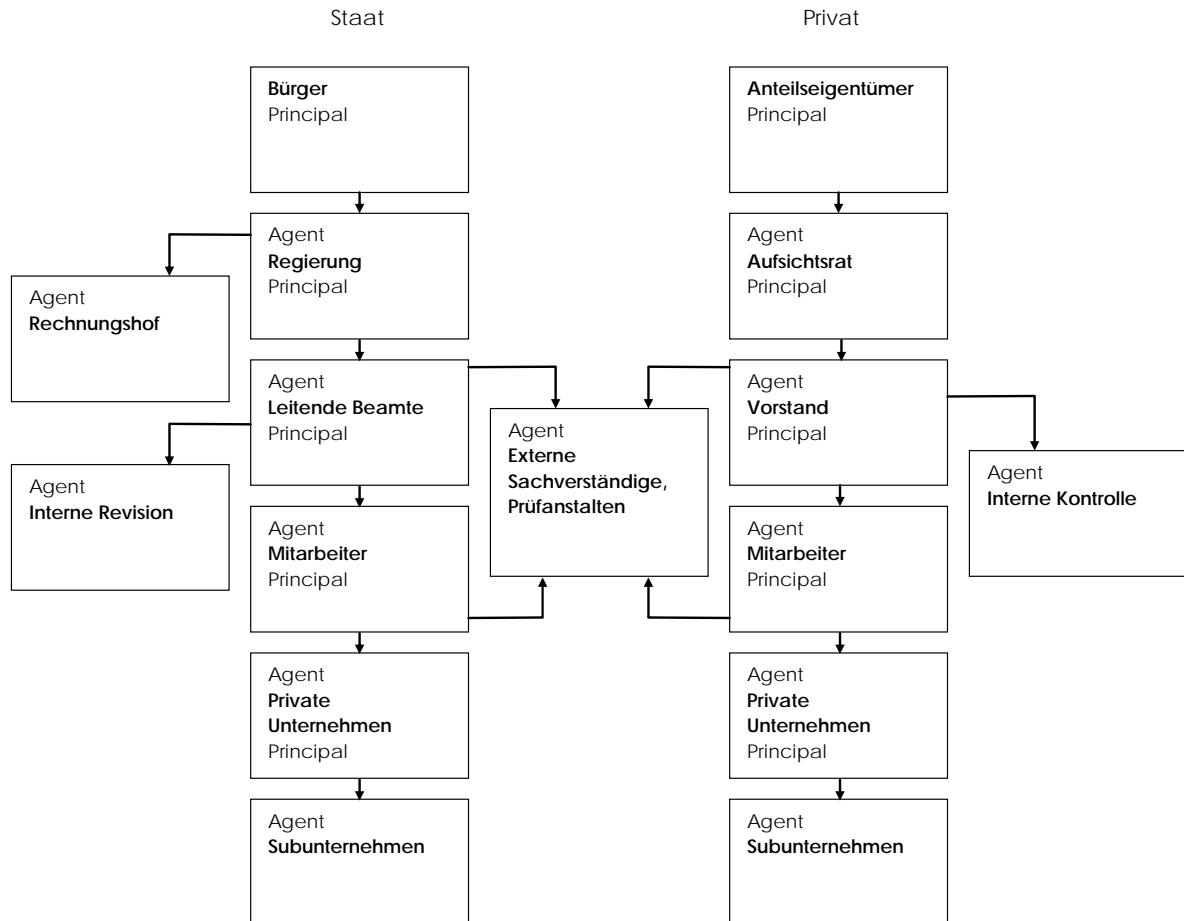 Staat
Privat
Bürger
Principal
Anteilseigentümer
Principal
Agent
Regierung
Principal
Agent
Aufsichtsrat
Principal
Agent
Rechnungshof
Agent
Leitende Beamte
Principal
Agent
Externe
Sachverständige,
Prüfanstalten
Agent
Vorstand
Principal
Agent
Interne Revision
Agent
Interne Kontrolle
Agent
Mitarbeiter
Principal
Agent
Mitarbeiter
Principal
Agent
Private
Unternehmen
Principal
Agent
Private
Unternehmen
Principal
Agent
Subunternehmen
Agent
Subunternehmen